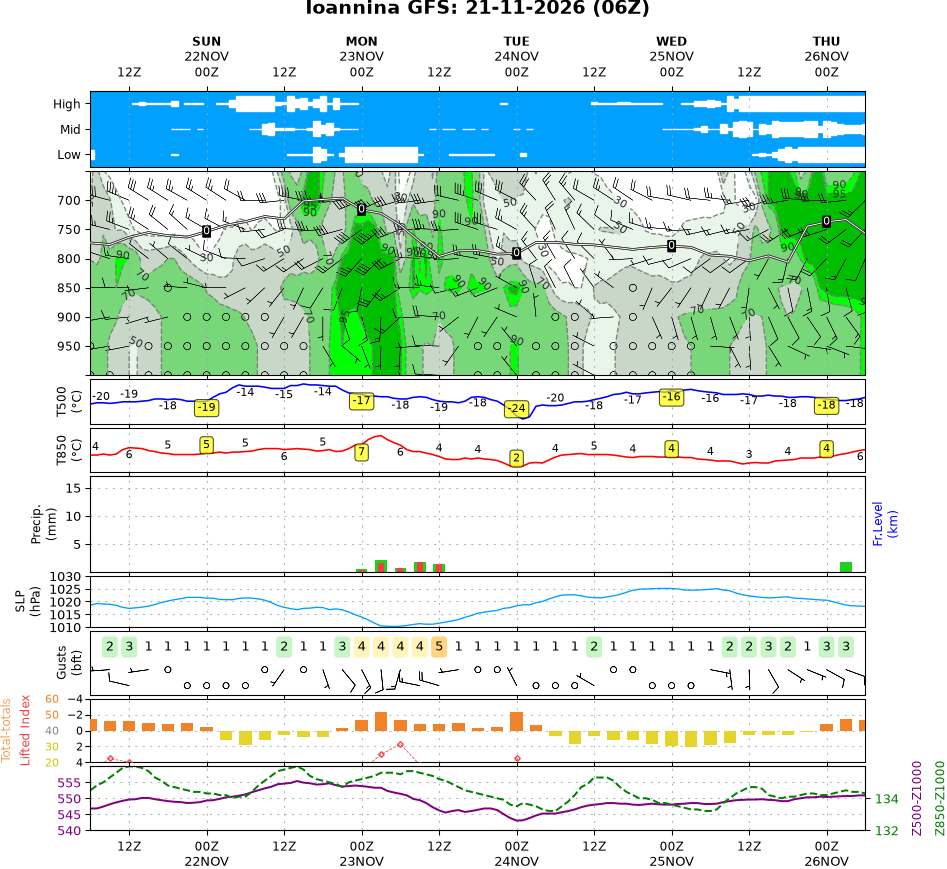 Ioannina GFS: 21-11-2026 (06Z)
SUN MON TUE WED THU
22NOV 23NOV 24NOV 25NOV 26NOV
12Z 00Z 12Z 00Z 12Z 00Z 12Z 00Z 12Z 00Z
High
Mid
Low
700
750
800
850
900
950
0 0 0 0 0
T500
(°C)
-20 -19 -18 -19 -14 -15 -14 -17 -18 -19 -18 -24 -20 -18 -17 -16 -16 -17 -18 -18 -18
T850
(°C)
4 6 5 5 5 6 5 7 6 4 4 2 4 5 4 4 4 3 4 4 6
Precip.
(mm)
15
10
5
Fr.Level
(km)
SLP
(hPa)
1030
1025
1020
1015
1010
Gusts
(bft)
2 3 1 1 1 1 1 1 1 2 1 1 3 4 4 4 4 5 1 1 1 1 1 1 1 2 1 1 1 1 1 1 2 2 3 2 1 3 3
Total-totals
Lifted Index
60 −4
50 −2
40 0
30 2
20 4
555
550
545
540
134
132
Z500-Z1000
Z850-Z1000
12Z 00Z 12Z 00Z 12Z 00Z 12Z 00Z 12Z 00Z
22NOV 23NOV 24NOV 25NOV 26NOV